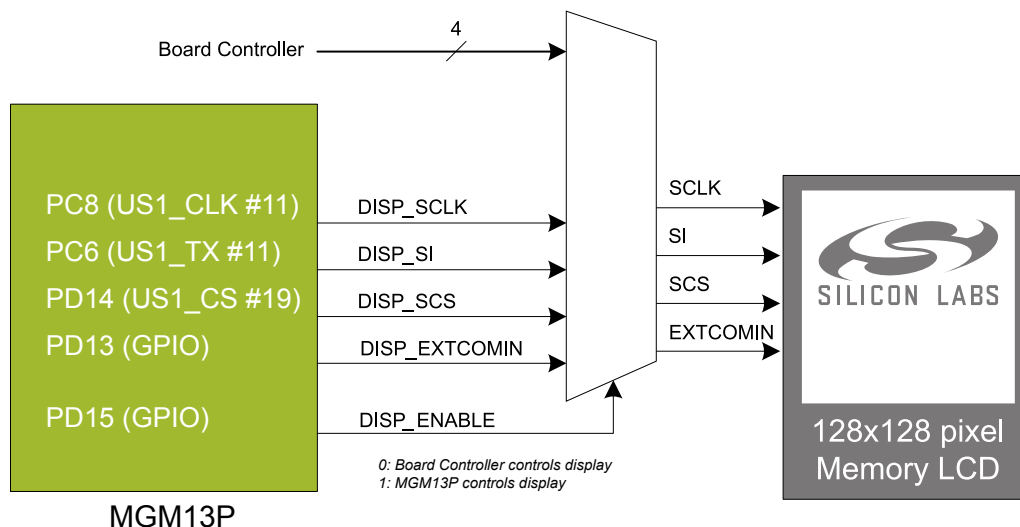 4
Board Controller
PC8 (US1_CLK #11)
DISP_SCLK
SCLK
PC6 (US1_TX #11)
DISP_SI
SI
PD14 (US1_CS #19)
DISP_SCS
SCS
PD13 (GPIO)
DISP_EXTCOMIN
EXTCOMIN
PD15 (GPIO)
DISP_ENABLE
SILICON LABS
128x128 pixel
Memory LCD
0: Board Controller controls display
1: MGM13P controls display
MGM13P